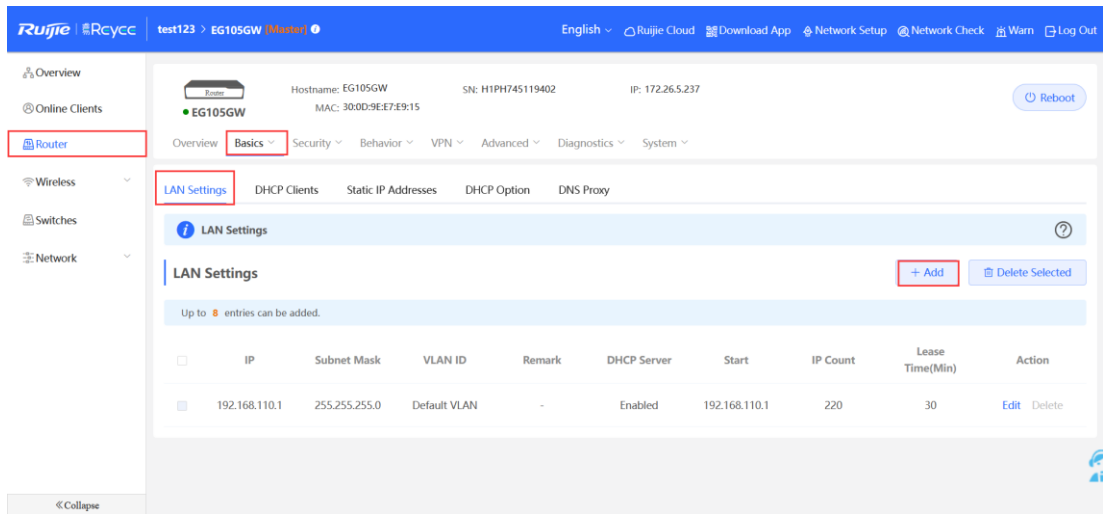 Ruijie Reyee test123 > EG105GW [Master] English Ruijie Cloud Download App Network Setup Network Check Warn Log Out
Overview
Online Clients
Router
Wireless
Switches
Network
«Collapse
Router
EG105GW
Hostname: EG105GW SN: H1PH745119402 IP: 172.26.5.237
MAC: 30:0D:9E:E7:E9:15
Reboot
Overview Basics Security Behavior VPN Advanced Diagnostics System
LAN Settings DHCP Clients Static IP Addresses DHCP Option DNS Proxy
i LAN Settings ?
LAN Settings + Add Delete Selected
Up to 8 entries can be added.
IP Subnet Mask VLAN ID Remark DHCP Server Start IP Count Lease Time(Min) Action
192.168.110.1 255.255.255.0 Default VLAN - Enabled 192.168.110.1 220 30 Edit Delete